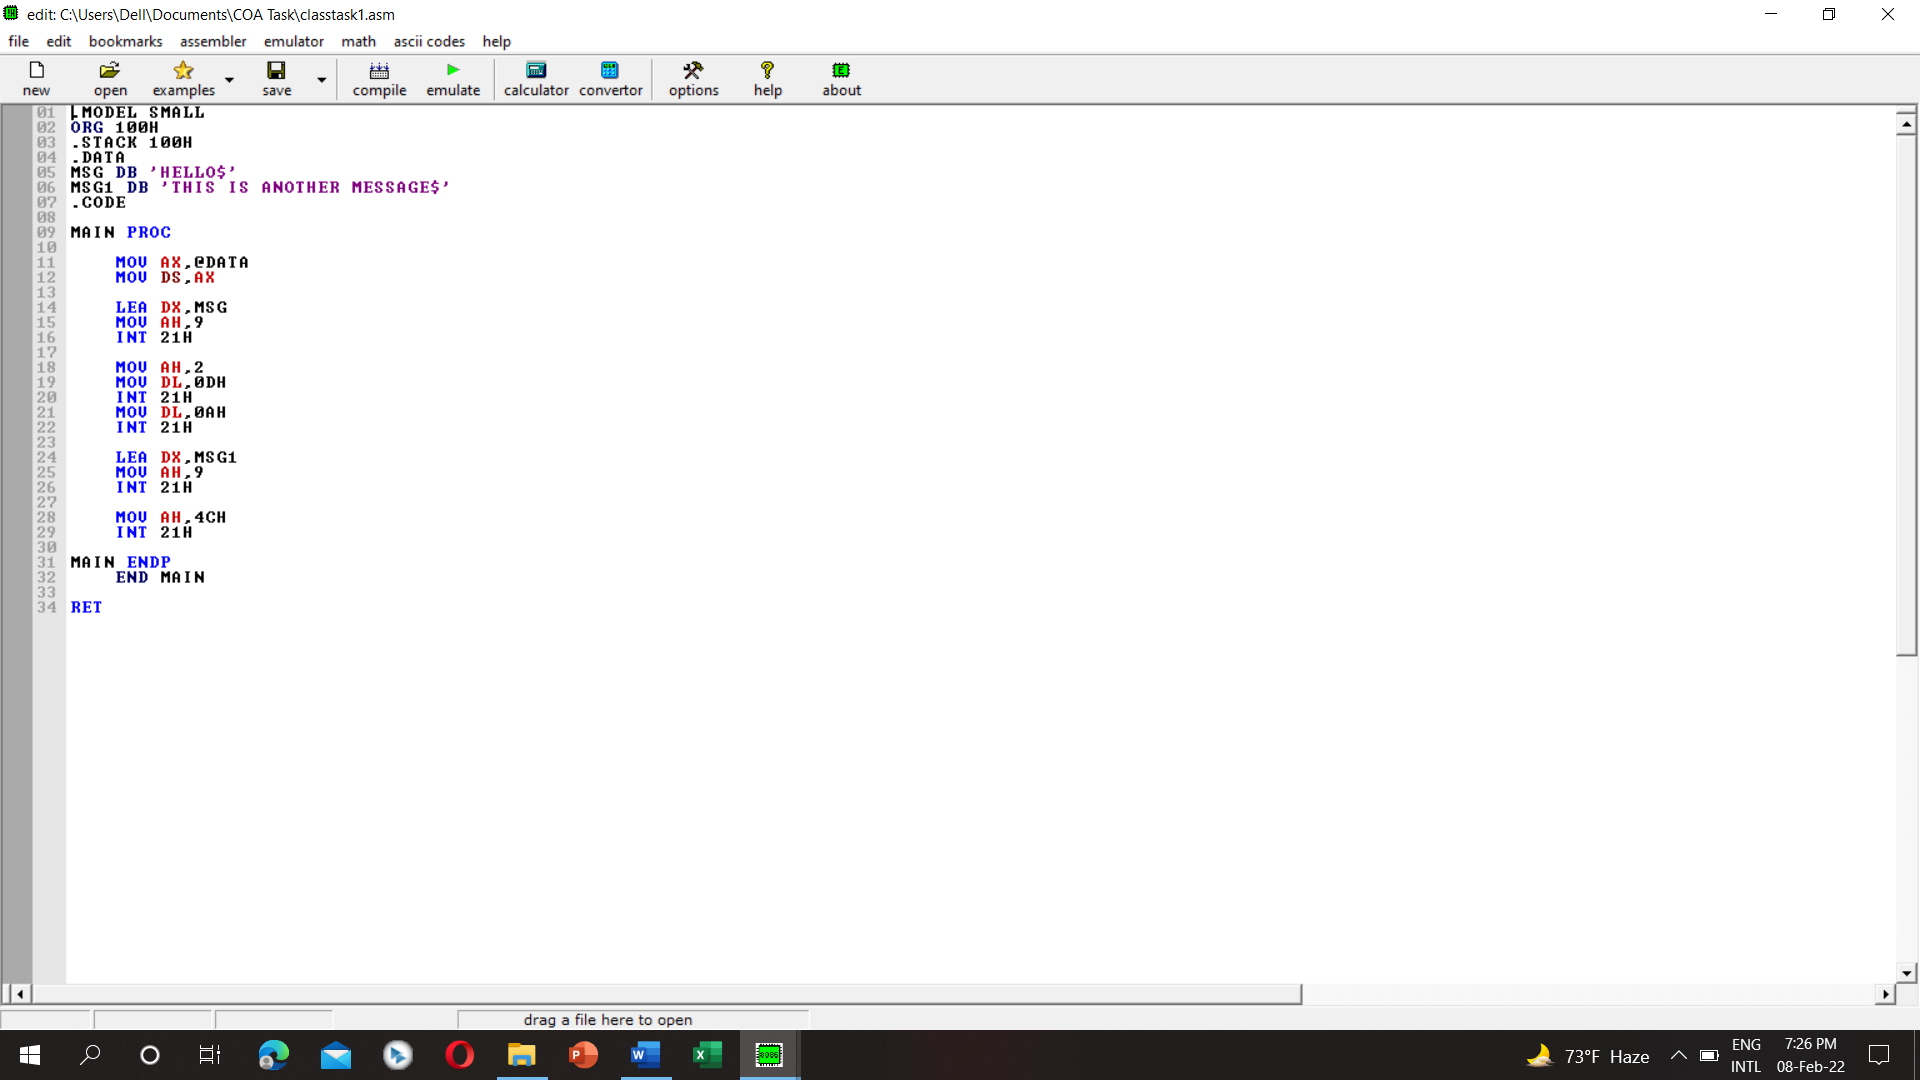 edit: C:\Users\Dell\Documents\COA Task\classtask1.asm
file edit bookmarks assembler emulator math ascii codes help
new open examples save compile emulate calculator convertor options help about
01 .MODEL SMALL
02 ORG 100H
03 .STACK 100H
04 .DATA
05 MSG DB 'HELLO$'
06 MSG1 DB 'THIS IS ANOTHER MESSAGE$'
07 .CODE
08
09 MAIN PROC
10
11 MOV AX,@DATA
12 MOV DS,AX
13
14 LEA DX,MSG
15 MOV AH,9
16 INT 21H
17
18 MOV AH,2
19 MOV DL,0DH
20 INT 21H
21 MOV DL,0AH
22 INT 21H
23
24 LEA DX,MSG1
25 MOV AH,9
26 INT 21H
27
28 MOV AH,4CH
29 INT 21H
30
31 MAIN ENDP
32 END MAIN
33
34 RET
drag a file here to open
73°F Haze
ENG
INTL
7:26 PM
08-Feb-22